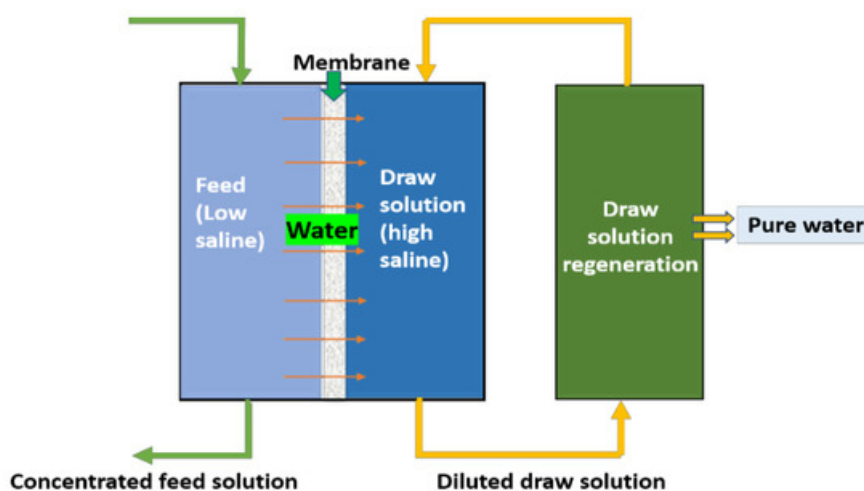 Membrane
Feed
(Low
saline)
Water
Draw
solution
(high
saline)
Draw
solution
regeneration
Pure water
Concentrated feed solution
Diluted draw solution